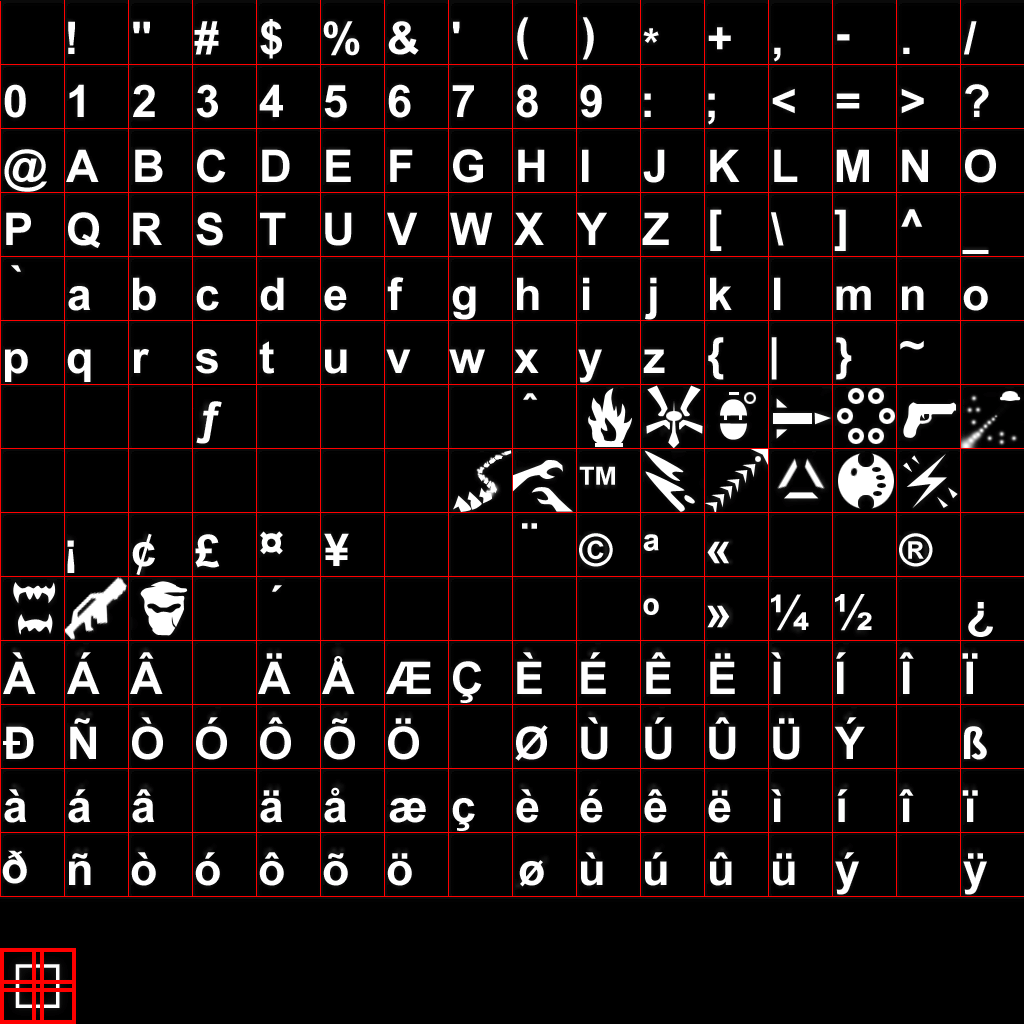 ! " # $ % & ' ( ) * + , - . /
0 1 2 3 4 5 6 7 8 9 : ; < = > ?
@ A B C D E F G H I J K L M N O
P Q R S T U V W X Y Z [ \ ] ^ _
` a b c d e f g h i j k l m n o
p q r s t u v w x y z { | } ~
ƒ ˆ
™
¡ ¢ £ ¤ ¥ ¨ © ª « ®
´ º » ¼ ½ ¿
À Á Â Ä Å Æ Ç È É Ê Ë Ì Í Î Ï
Ð Ñ Ò Ó Ô Õ Ö Ø Ù Ú Û Ü Ý ß
à á â ä å æ ç è é ê ë ì í î ï
ð ñ ò ó ô õ ö ø ù ú û ü ý ÿ